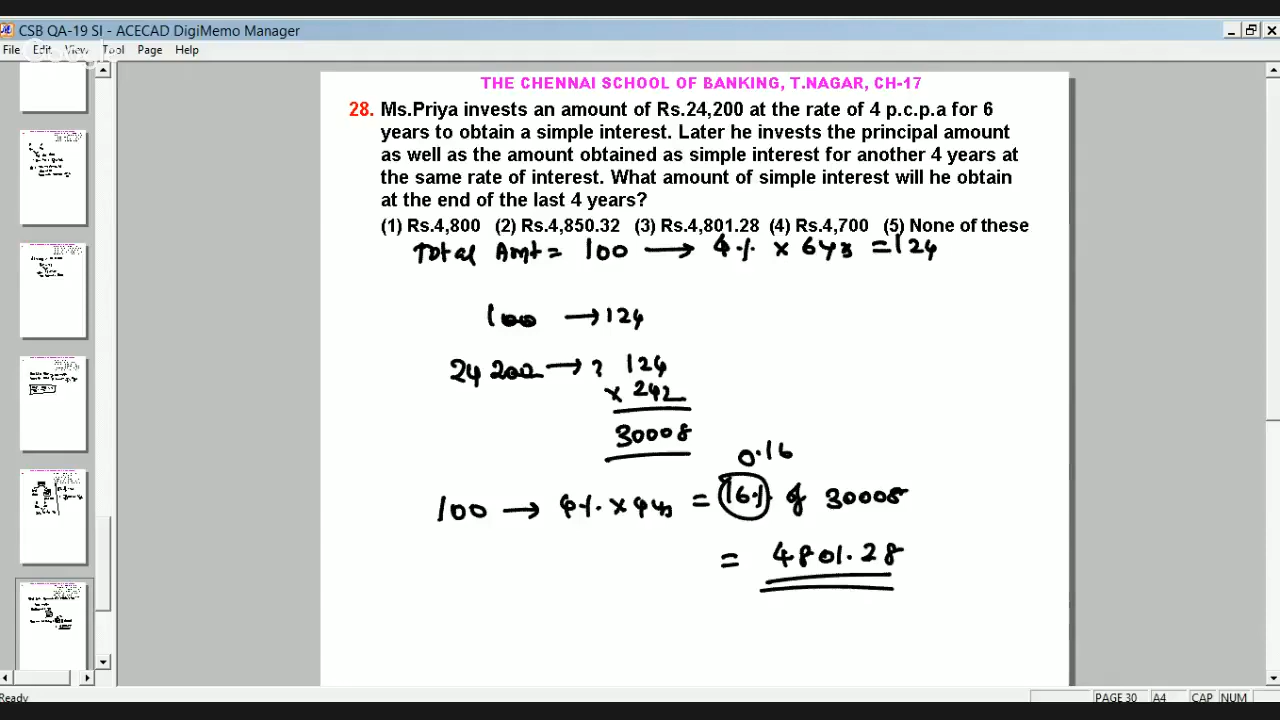 CSB QA-19 SI - ACECAD DigiMemo Manager
File Edit View Tool Page Help
THE CHENNAI SCHOOL OF BANKING, T.NAGAR, CH-17
28. Ms.Priya invests an amount of Rs.24,200 at the rate of 4 p.c.p.a for 6
years to obtain a simple interest. Later he invests the principal amount
as well as the amount obtained as simple interest for another 4 years at
the same rate of interest. What amount of simple interest will he obtain
at the end of the last 4 years?
(1) Rs.4,800 (2) Rs.4,850.32 (3) Rs.4,801.28 (4) Rs.4,700 (5) None of these
Total Amt = 100 → 4% x 6ys = 124
100 → 124
24200 → ? 124
x 242
30008
0.16
100 → 4% x 4ys = 16% of 30008
= 4801.28
Ready PAGE 30 A4 CAP NUM